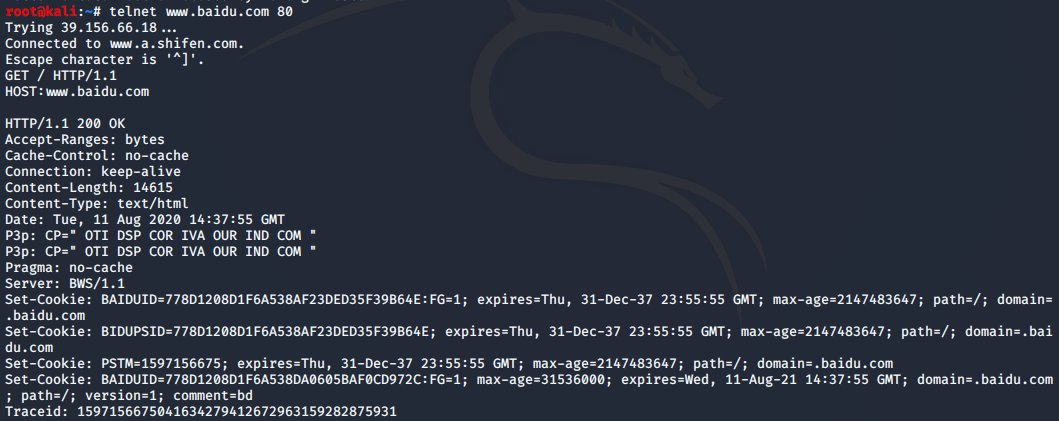 root@kali:~# telnet www.baidu.com 80
Trying 39.156.66.18...
Connected to www.a.shifen.com.
Escape character is '^]'.
GET / HTTP/1.1
HOST:www.baidu.com
HTTP/1.1 200 OK
Accept-Ranges: bytes
Cache-Control: no-cache
Connection: keep-alive
Content-Length: 14615
Content-Type: text/html
Date: Tue, 11 Aug 2020 14:37:55 GMT
P3p: CP=" OTI DSP COR IVA OUR IND COM "
P3p: CP=" OTI DSP COR IVA OUR IND COM "
Pragma: no-cache
Server: BWS/1.1
Set-Cookie: BAIDUID=778D1208D1F6A538AF23DED35F39B64E:FG=1; expires=Thu, 31-Dec-37 23:55:55 GMT; max-age=2147483647; path=/; domain=
.baidu.com
Set-Cookie: BIDUPSID=778D1208D1F6A538AF23DED35F39B64E; expires=Thu, 31-Dec-37 23:55:55 GMT; max-age=2147483647; path=/; domain=.bai
du.com
Set-Cookie: PSTM=1597156675; expires=Thu, 31-Dec-37 23:55:55 GMT; max-age=2147483647; path=/; domain=.baidu.com
Set-Cookie: BAIDUID=778D1208D1F6A538DA0605BAF0CD972C:FG=1; max-age=31536000; expires=Wed, 11-Aug-21 14:37:55 GMT; domain=.baidu.com
; path=/; version=1; comment=bd
Traceid: 1597156675041634279412672963159282875931